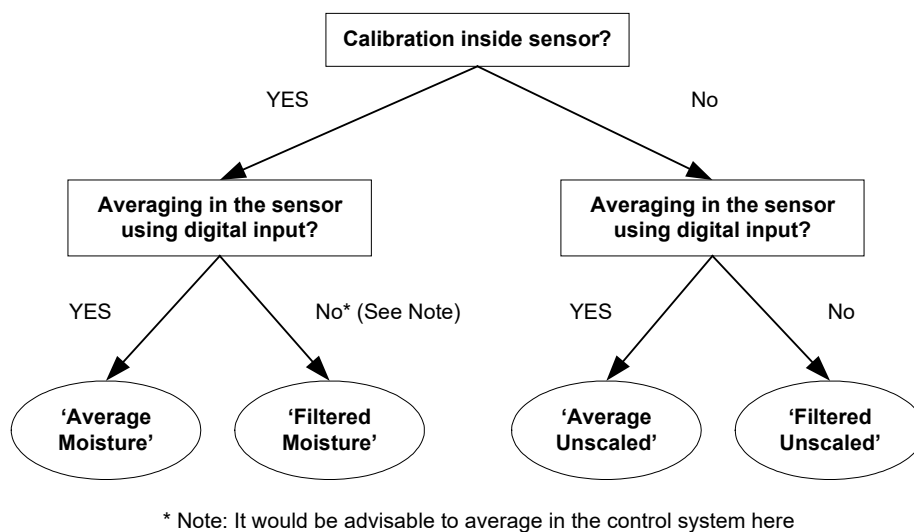 Calibration inside sensor?
YES
No
Averaging in the sensor
using digital input?
Averaging in the sensor
using digital input?
YES
No* (See Note)
YES
No
‘Average
Moisture’
‘Filtered
Moisture’
‘Average
Unscaled’
‘Filtered
Unscaled’
* Note: It would be advisable to average in the control system here